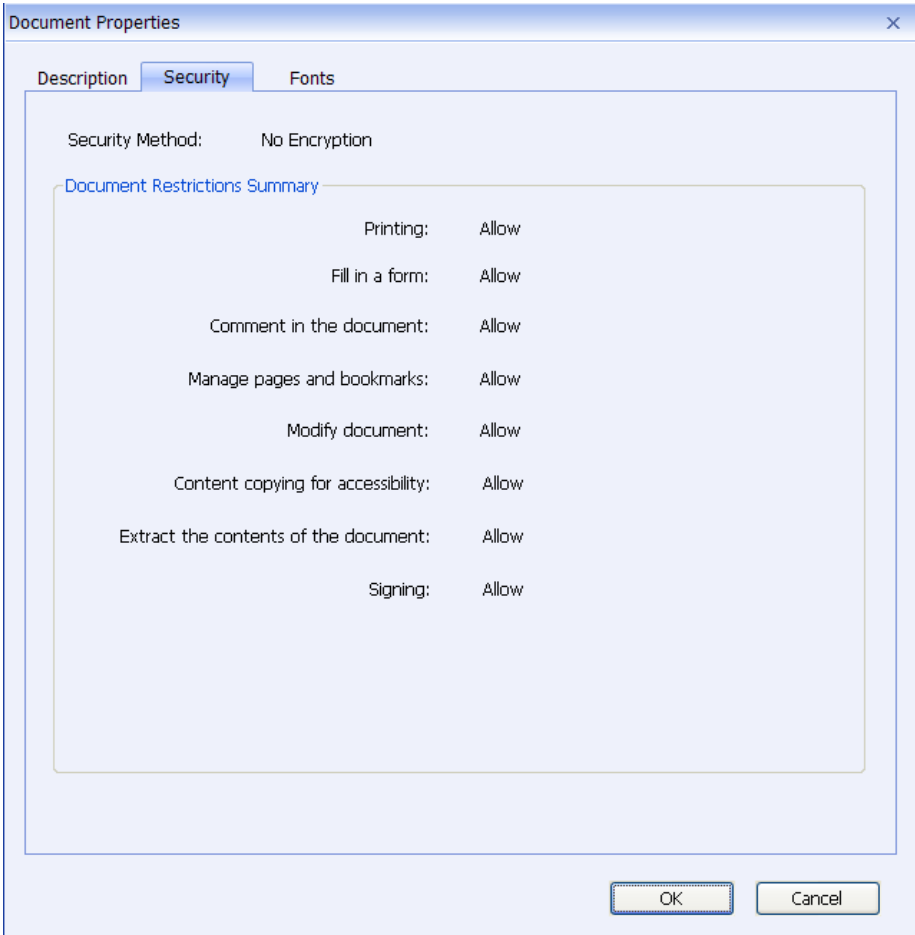 Document Properties
Description Security Fonts
Security Method: No Encryption
Document Restrictions Summary
Printing: Allow
Fill in a form: Allow
Comment in the document: Allow
Manage pages and bookmarks: Allow
Modify document: Allow
Content copying for accessibility: Allow
Extract the contents of the document: Allow
Signing: Allow
OK Cancel